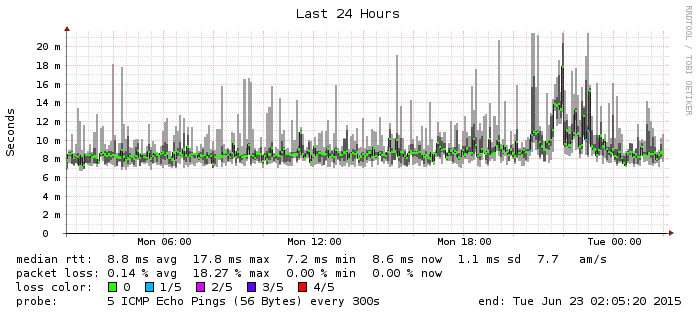 Last 24 Hours
RRDTOOL / TOBI OETIKER
Seconds
20 m
18 m
16 m
14 m
12 m
10 m
8 m
6 m
4 m
2 m
0
Mon 06:00 Mon 12:00 Mon 18:00 Tue 00:00
median rtt: 8.8 ms avg 17.8 ms max 7.2 ms min 8.6 ms now 1.1 ms sd 7.7 am/s
packet loss: 0.14 % avg 18.27 % max 0.00 % min 0.00 % now
loss color: 0 1/5 2/5 3/5 4/5
probe: 5 ICMP Echo Pings (56 Bytes) every 300s end: Tue Jun 23 02:05:20 2015